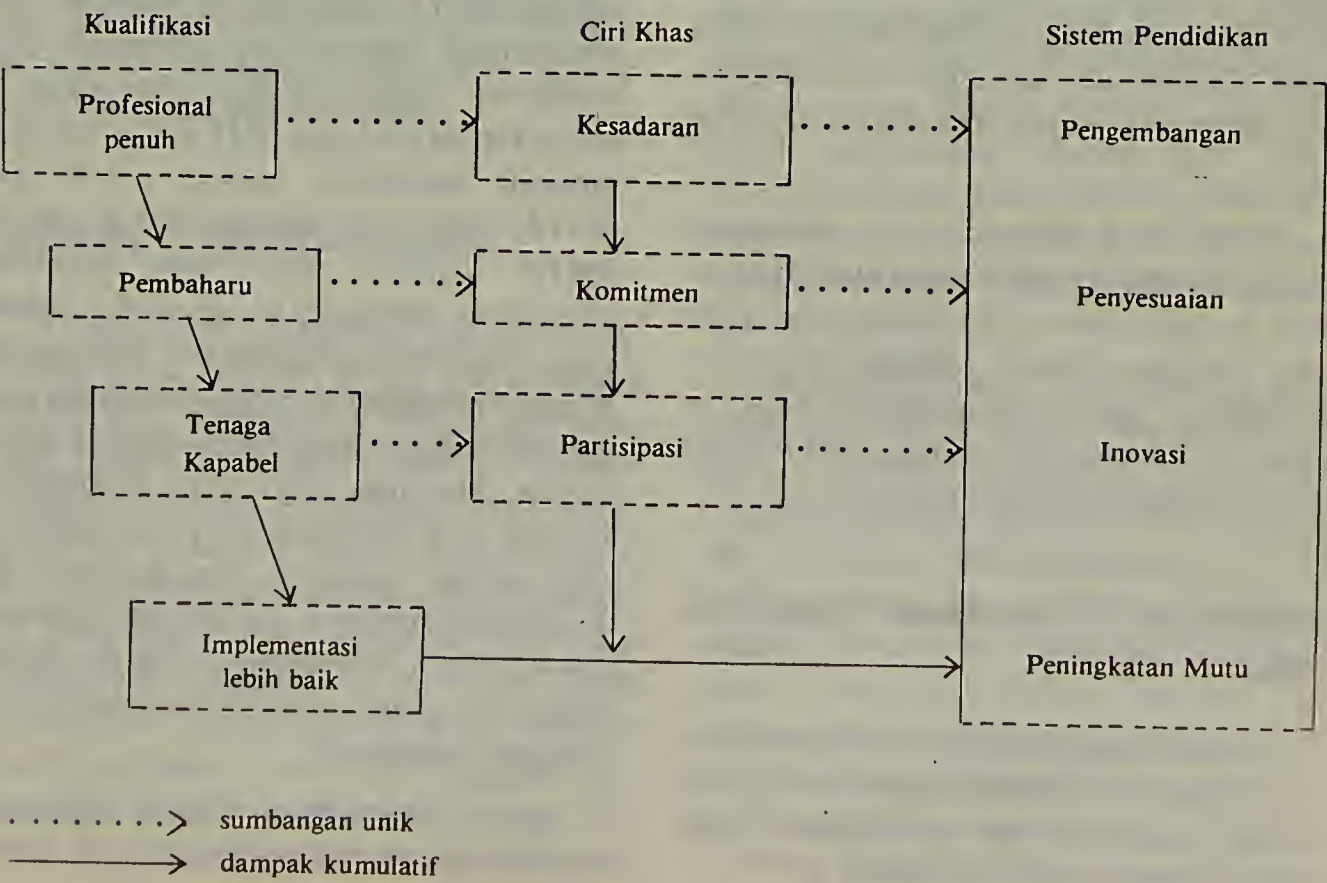 Kualifikasi
Ciri Khas
Sistem Pendidikan
Profesional
penuh
Kesadaran
Pengembangan
Pembaharu
Komitmen
Penyesuaian
Tenaga
Kapabel
Partisipasi
Inovasi
Implementasi
lebih baik
Peningkatan Mutu
sumbangan unik
dampak kumulatif